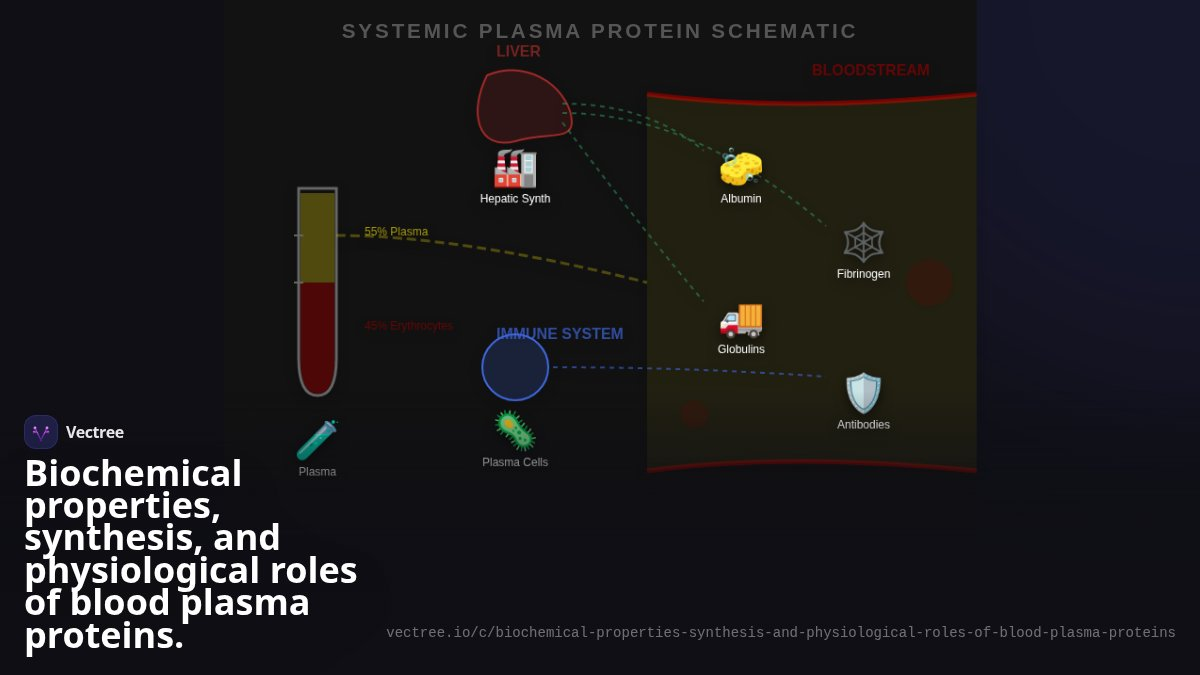 SYSTEMIC PLASMA PROTEIN SCHEMATIC
LIVER
BLOODSTREAM
Hepatic Synth
Albumin
55% Plasma
Fibrinogen
45% Erythrocytes
IMMUNE SYSTEM
Globulins
Antibodies
Plasma
Plasma Cells
Vectree
Biochemical
properties,
synthesis, and
physiological roles
of blood plasma
proteins.
vectree.io/c/biochemical-properties-synthesis-and-physiological-roles-of-blood-plasma-proteins